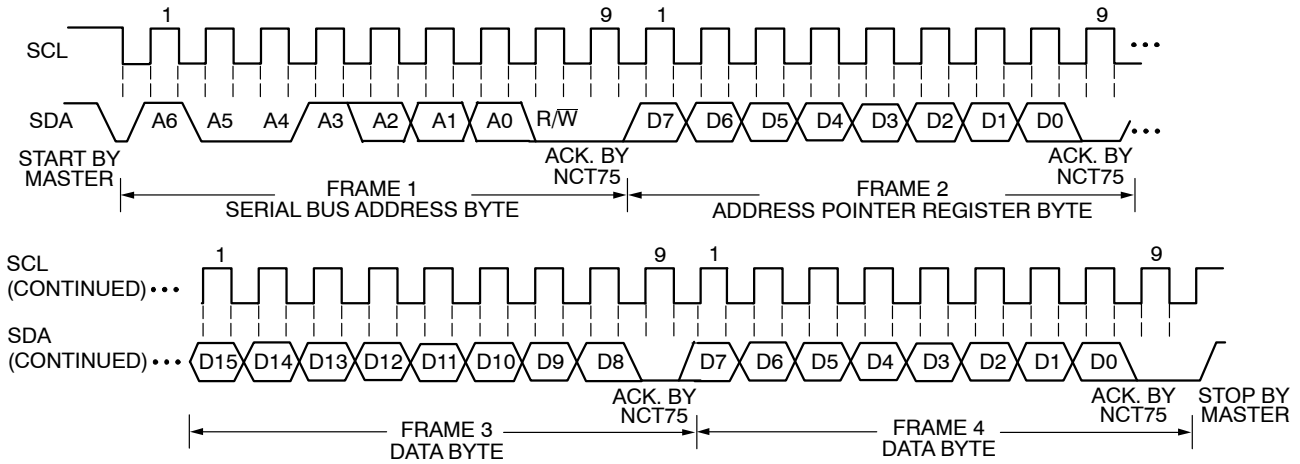 1 9 1 9
SCL
SDA A6 A5 A4 A3 A2 A1 A0 R/W̅ D7 D6 D5 D4 D3 D2 D1 D0
START BY MASTER
ACK. BY NCT75
ACK. BY NCT75
FRAME 1
SERIAL BUS ADDRESS BYTE
FRAME 2
ADDRESS POINTER REGISTER BYTE
1 9 1 9
SCL
(CONTINUED)
SDA
(CONTINUED) D15 D14 D13 D12 D11 D10 D9 D8 D7 D6 D5 D4 D3 D2 D1 D0
ACK. BY NCT75
ACK. BY NCT75
STOP BY MASTER
FRAME 3
DATA BYTE
FRAME 4
DATA BYTE